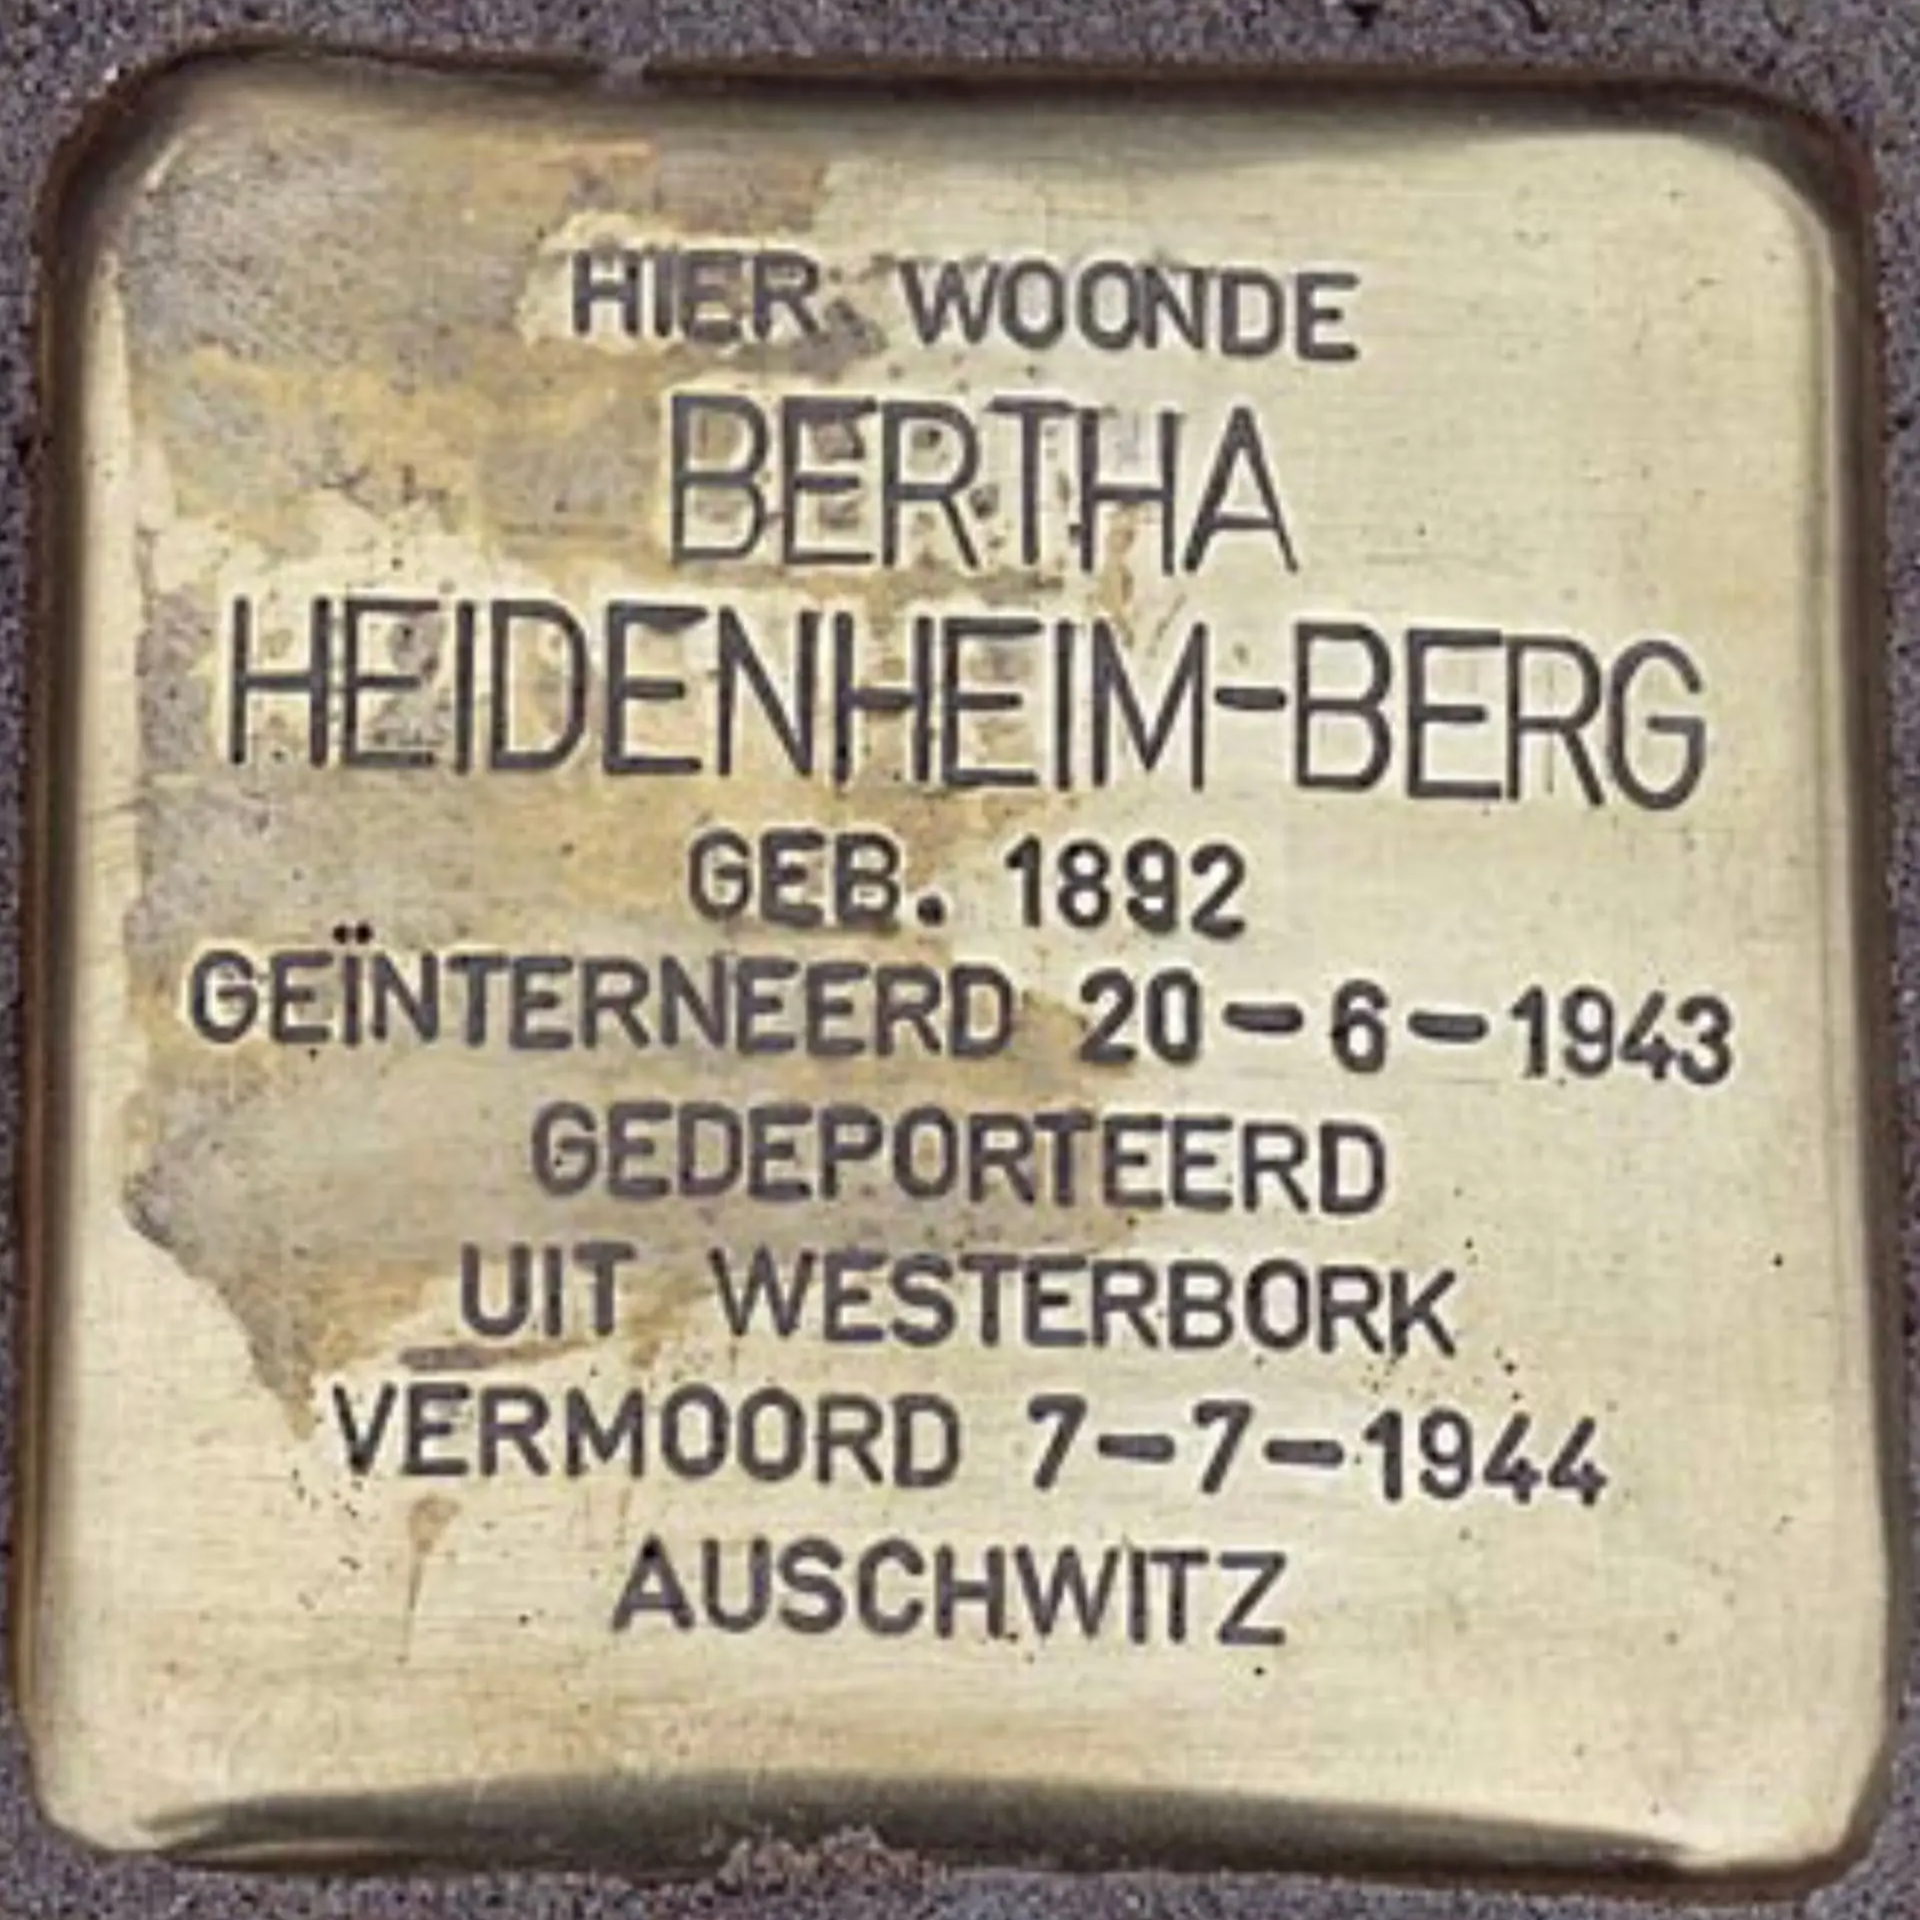 HIER WOONDE
BERTHA
HEIDENHEIM-BERG
GEB. 1892
GEÏNTERNEERD 20-6-1943
GEDEPORTEERD
UIT WESTERBORK
VERMOORD 7-7-1944
AUSCHWITZ